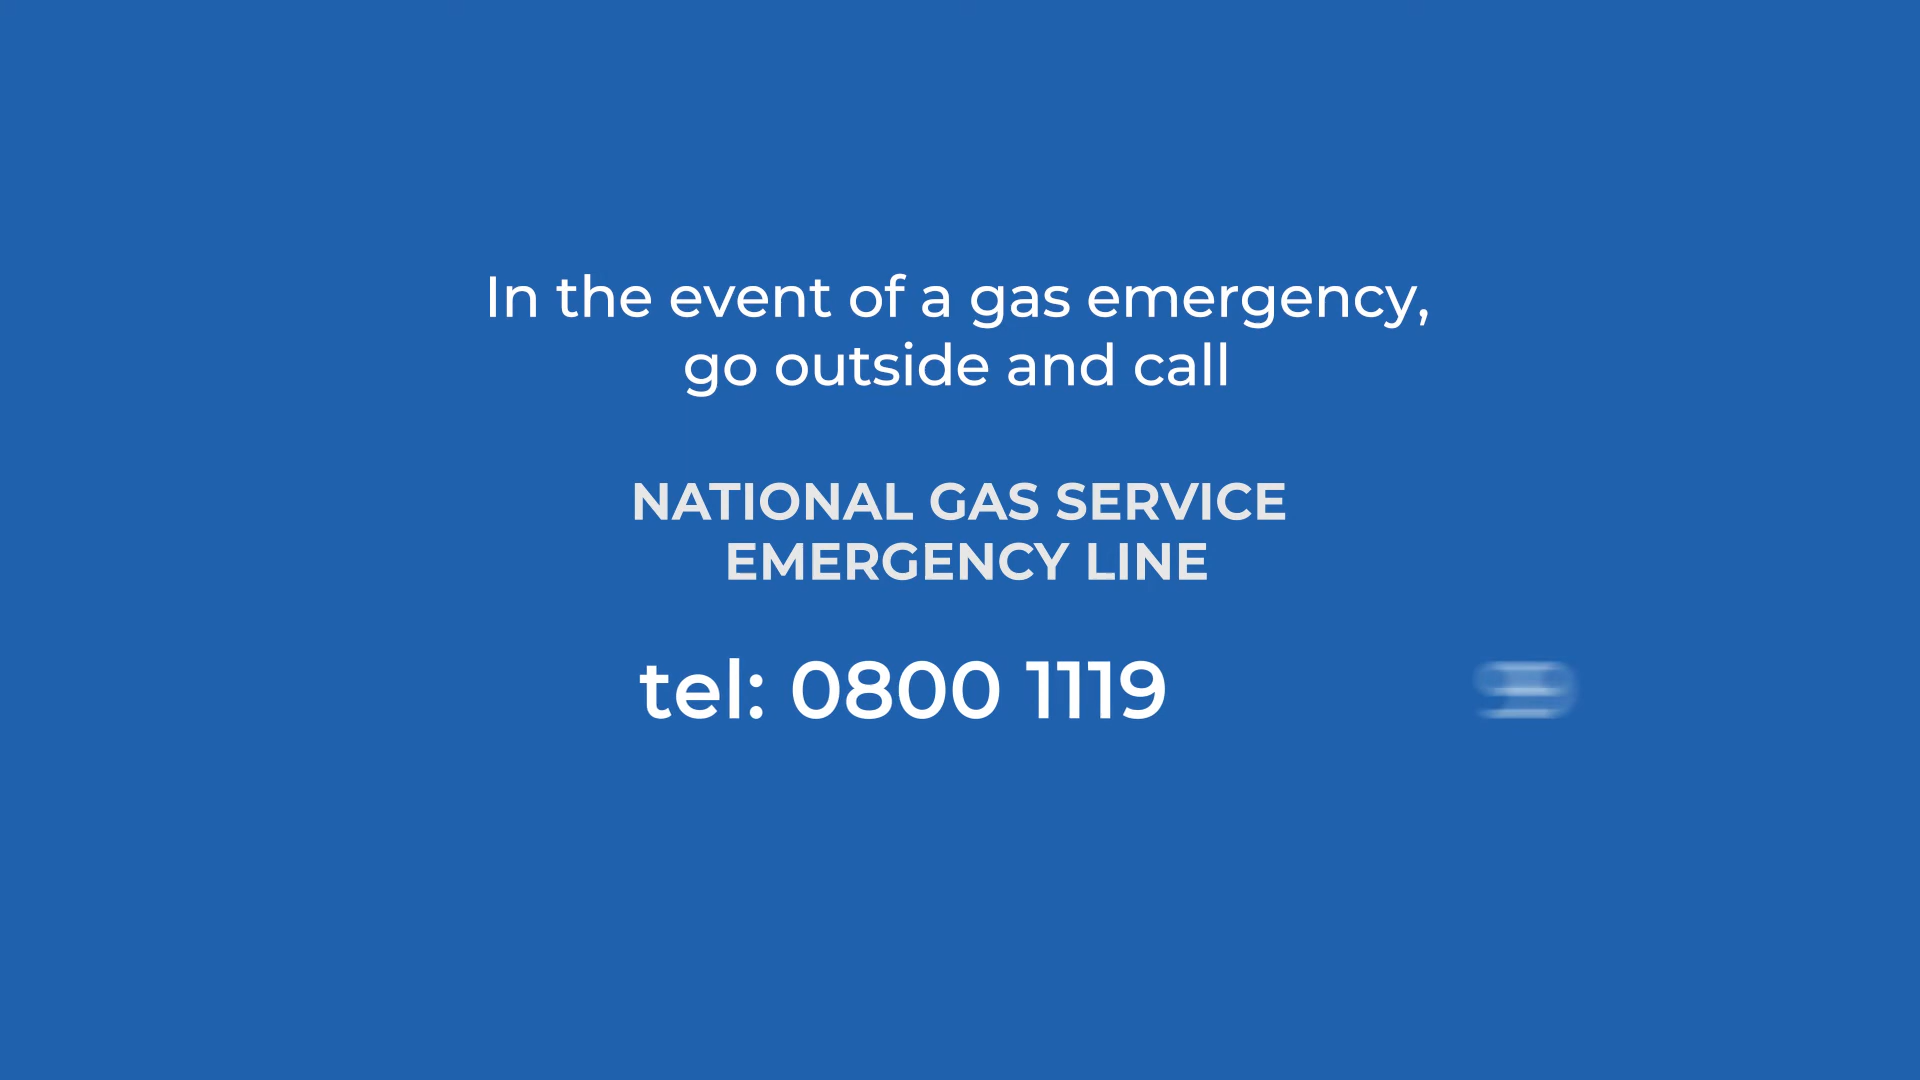 In the event of a gas emergency,
go outside and call
NATIONAL GAS SERVICE
EMERGENCY LINE
tel: 0800 1119